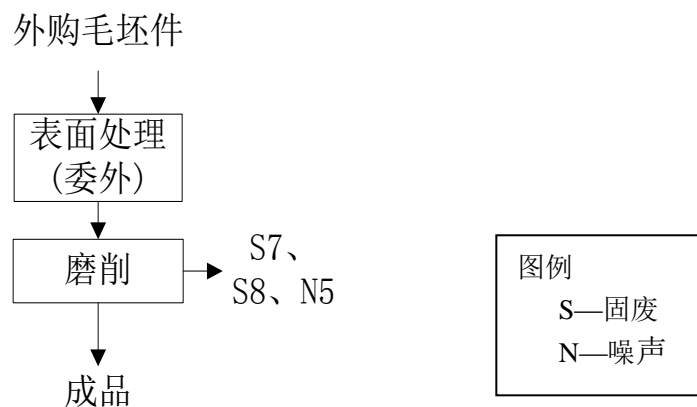 外购毛坯件
表面处理
(委外)
磨削
S7、
S8、N5
成品
图例
S—固废
N—噪声